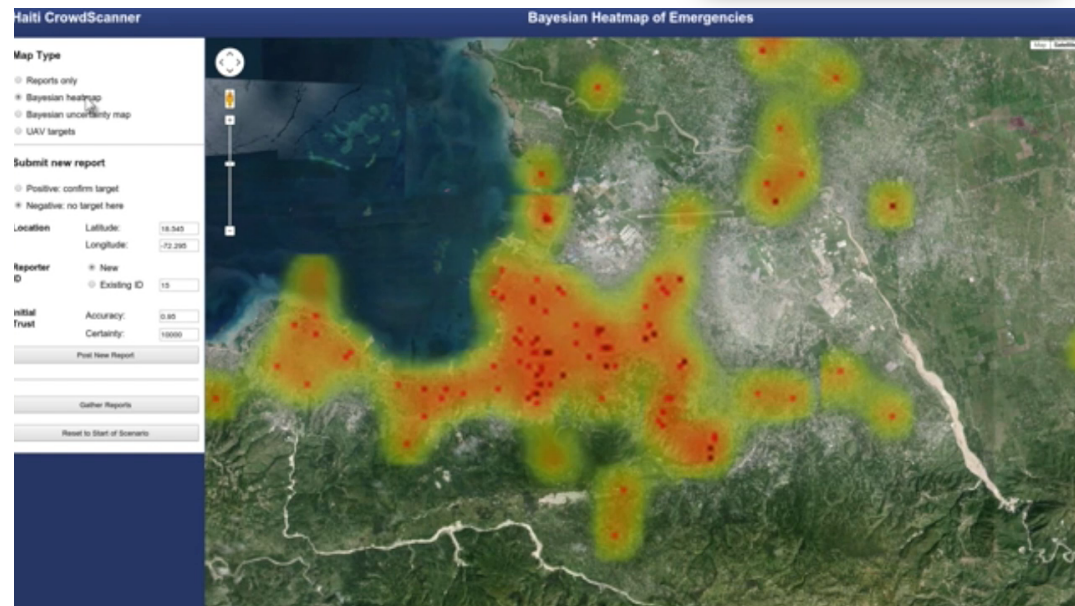 Haiti CrowdScanner
Bayesian Heatmap of Emergencies
Map Type
Reports only
Bayesian heatmap
Bayesian uncertainty map
UAV targets
Submit new report
Positive: confirm target
Negative: no target here
Location Latitude: 18.545
Longitude: -72.295
Reporter ID New
Existing ID 15
Initial Trust Accuracy: 0.95
Certainty: 10000
Post New Report
Gather Reports
Reset to Start of Scenario
Map Satellite